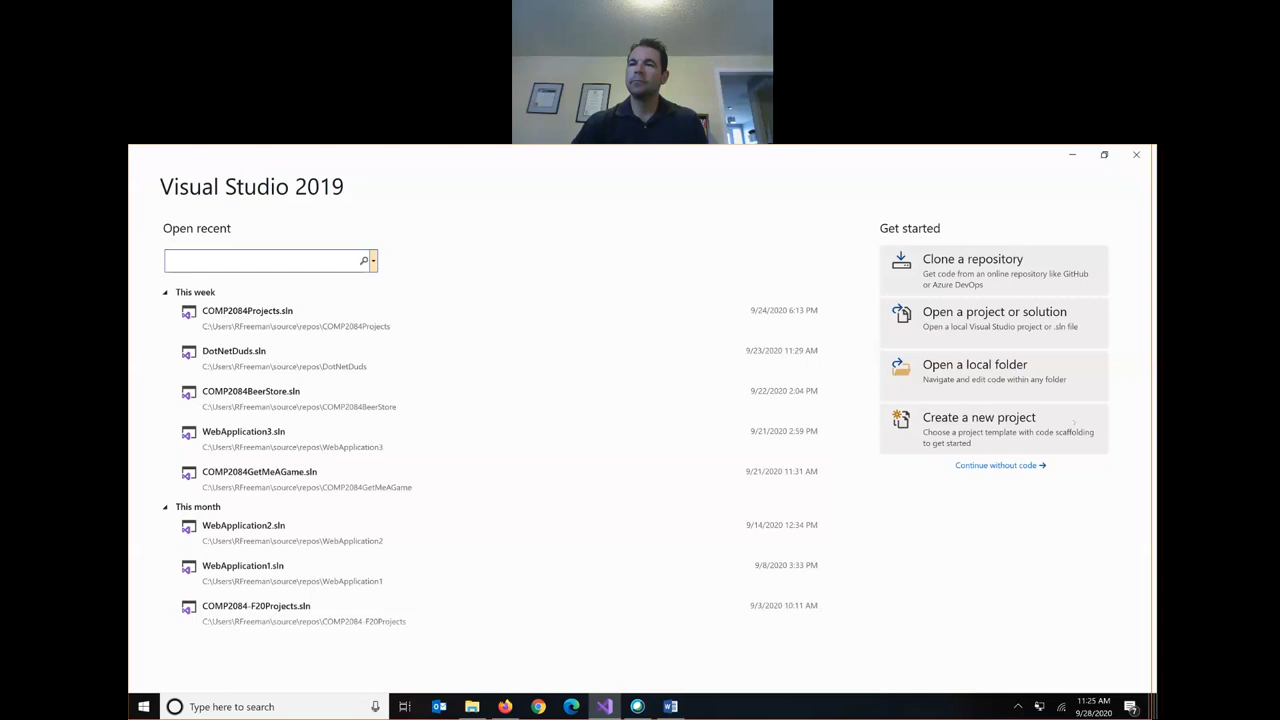 Visual Studio 2019
Open recent
This week
COMP2084Projects.sln
9/24/2020 6:13 PM
C:\Users\RFreeman\source\repos\COMP2084Projects
DotNetDuds.sln
9/23/2020 11:29 AM
C:\Users\RFreeman\source\repos\DotNetDuds
COMP2084BeerStore.sln
9/22/2020 2:04 PM
C:\Users\RFreeman\source\repos\COMP2084BeerStore
WebApplication3.sln
9/21/2020 2:59 PM
C:\Users\RFreeman\source\repos\WebApplication3
COMP2084GetMeAGame.sln
9/21/2020 11:31 AM
C:\Users\RFreeman\source\repos\COMP2084GetMeAGame
This month
WebApplication2.sln
9/14/2020 12:34 PM
C:\Users\RFreeman\source\repos\WebApplication2
WebApplication1.sln
9/8/2020 3:33 PM
C:\Users\RFreeman\source\repos\WebApplication1
COMP2084-F20Projects.sln
9/3/2020 10:11 AM
C:\Users\RFreeman\source\repos\COMP2084-F20Projects
Get started
Clone a repository
Get code from an online repository like GitHub
or Azure DevOps
Open a project or solution
Open a local Visual Studio project or .sln file
Open a local folder
Navigate and edit code within any folder
Create a new project
Choose a project template with code scaffolding
to get started
Continue without code →
Type here to search
11:25 AM
9/28/2020